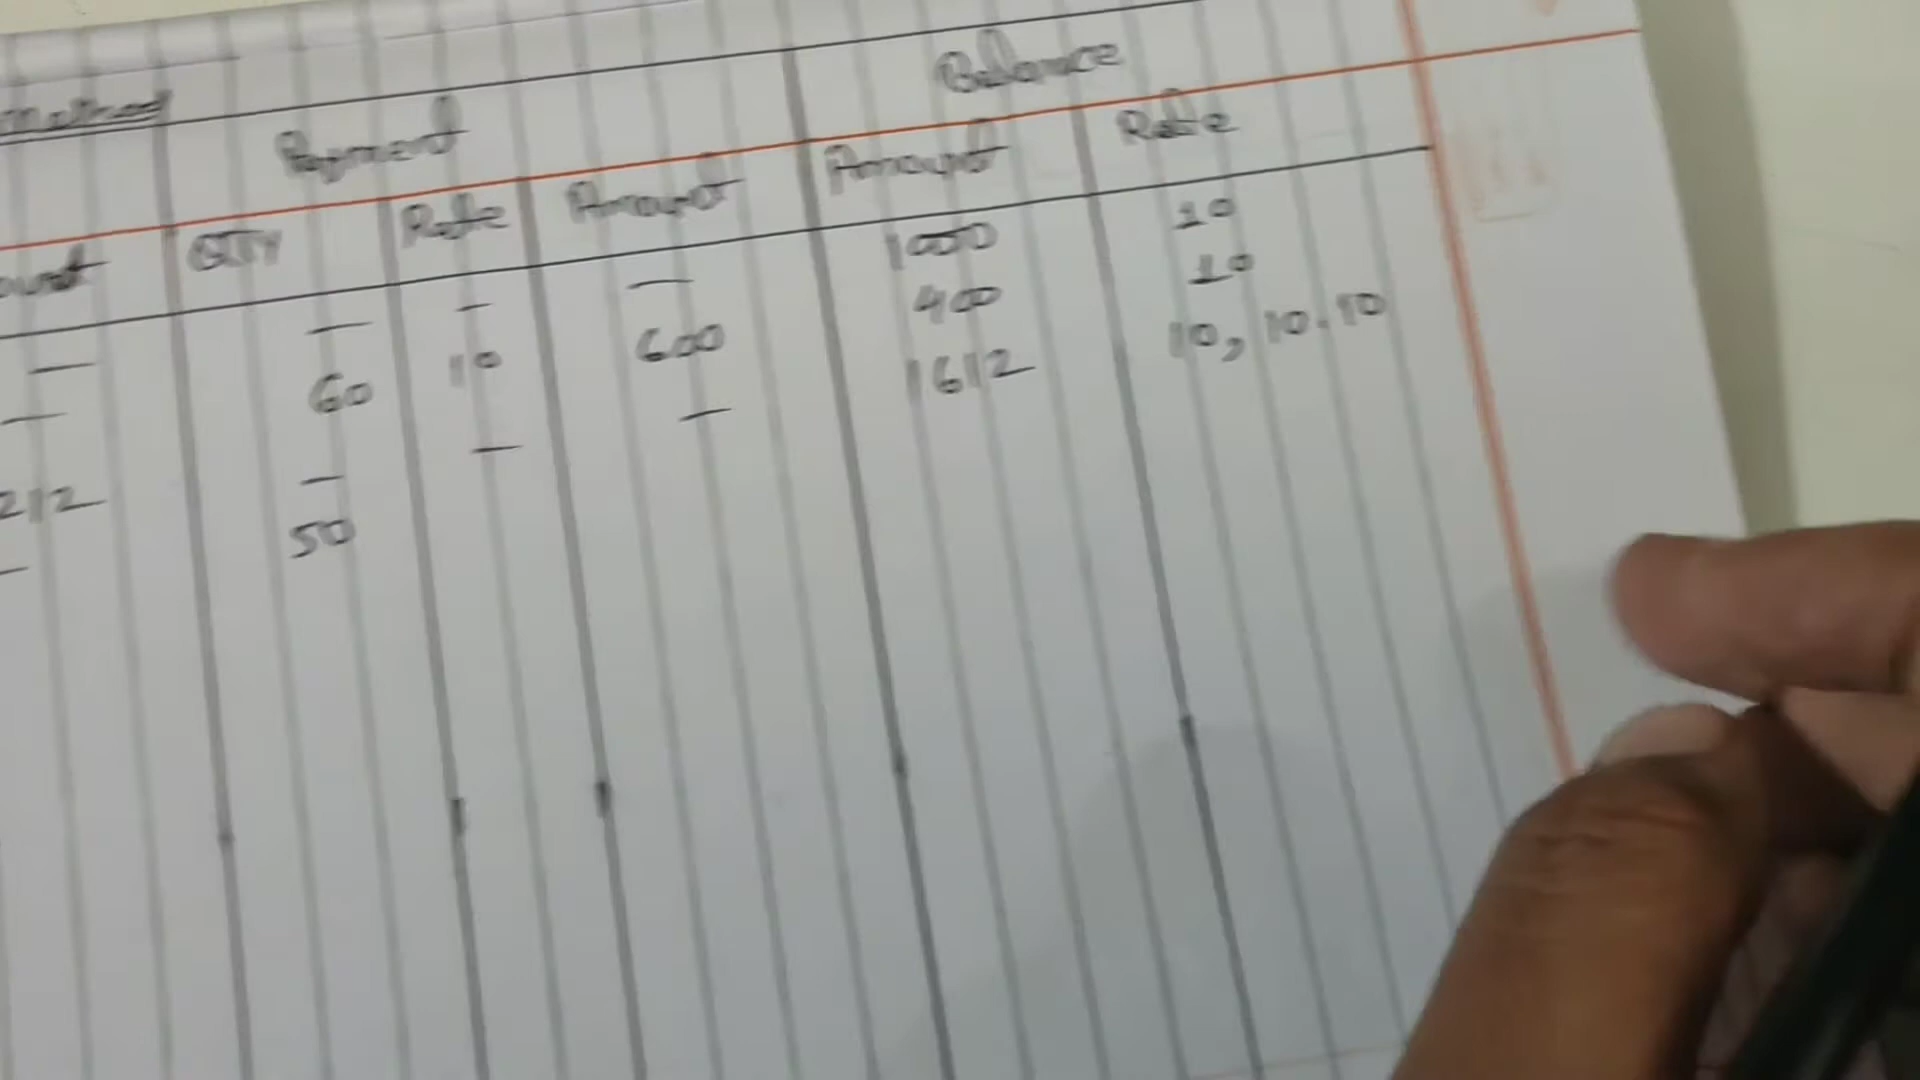 Method
Payment Balance
QTY Rate Amount Amount Rate
— — — — 1000 10
— 60 10 600 400 10
212 — — — 1612 10, 10.10
— 50